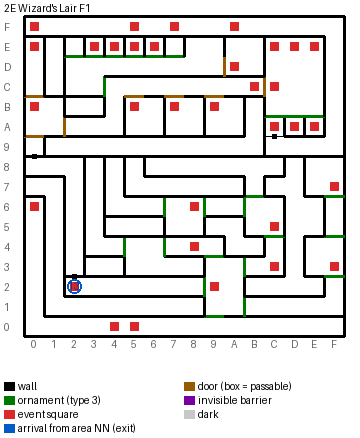 2E Wizard's Lair F1
F
E
D
C
B
A
9
8
7
6
5
4
3
2
1
0
0 1 2 3 4 5 6 7 8 9 A B C D E F
wall
ornament (type 3)
event square
arrival from area NN (exit)
door (box = passable)
invisible barrier
dark